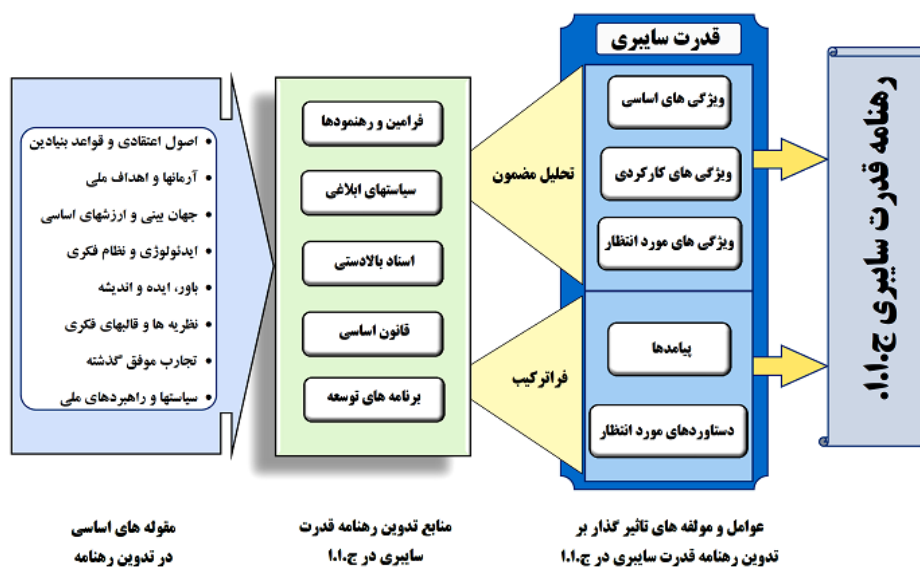 قدرت سایبری
ویژگی های اساسی
ویژگی های کارکردی
ویژگی های مورد انتظار
پیامدها
دستاوردهای مورد انتظار
رهنامه قدرت سایبری ج.ا.ا.
تحلیل مضمون
فراترکیب
فرامین و رهنمودها
سیاستهای ابلاغی
اسناد بالادستی
قانون اساسی
برنامه های توسعه
• اصول اعتقادی و قواعد بنیادین
• آرمانها و اهداف ملی
• جهان بینی و ارزشهای اساسی
• ایدئولوژی و نظام فکری
• باور، ایده و اندیشه
• نظریه ها و قالبهای فکری
• تجارب موفق گذشته
• سیاستها و راهبردهای ملی
عوامل و مولفه های تاثیر گذار بر
تدوین رهنامه قدرت سایبری در ج.ا.ا
منابع تدوین رهنامه قدرت
سایبری در ج.ا.ا
مقوله های اساسی
در تدوین رهنامه